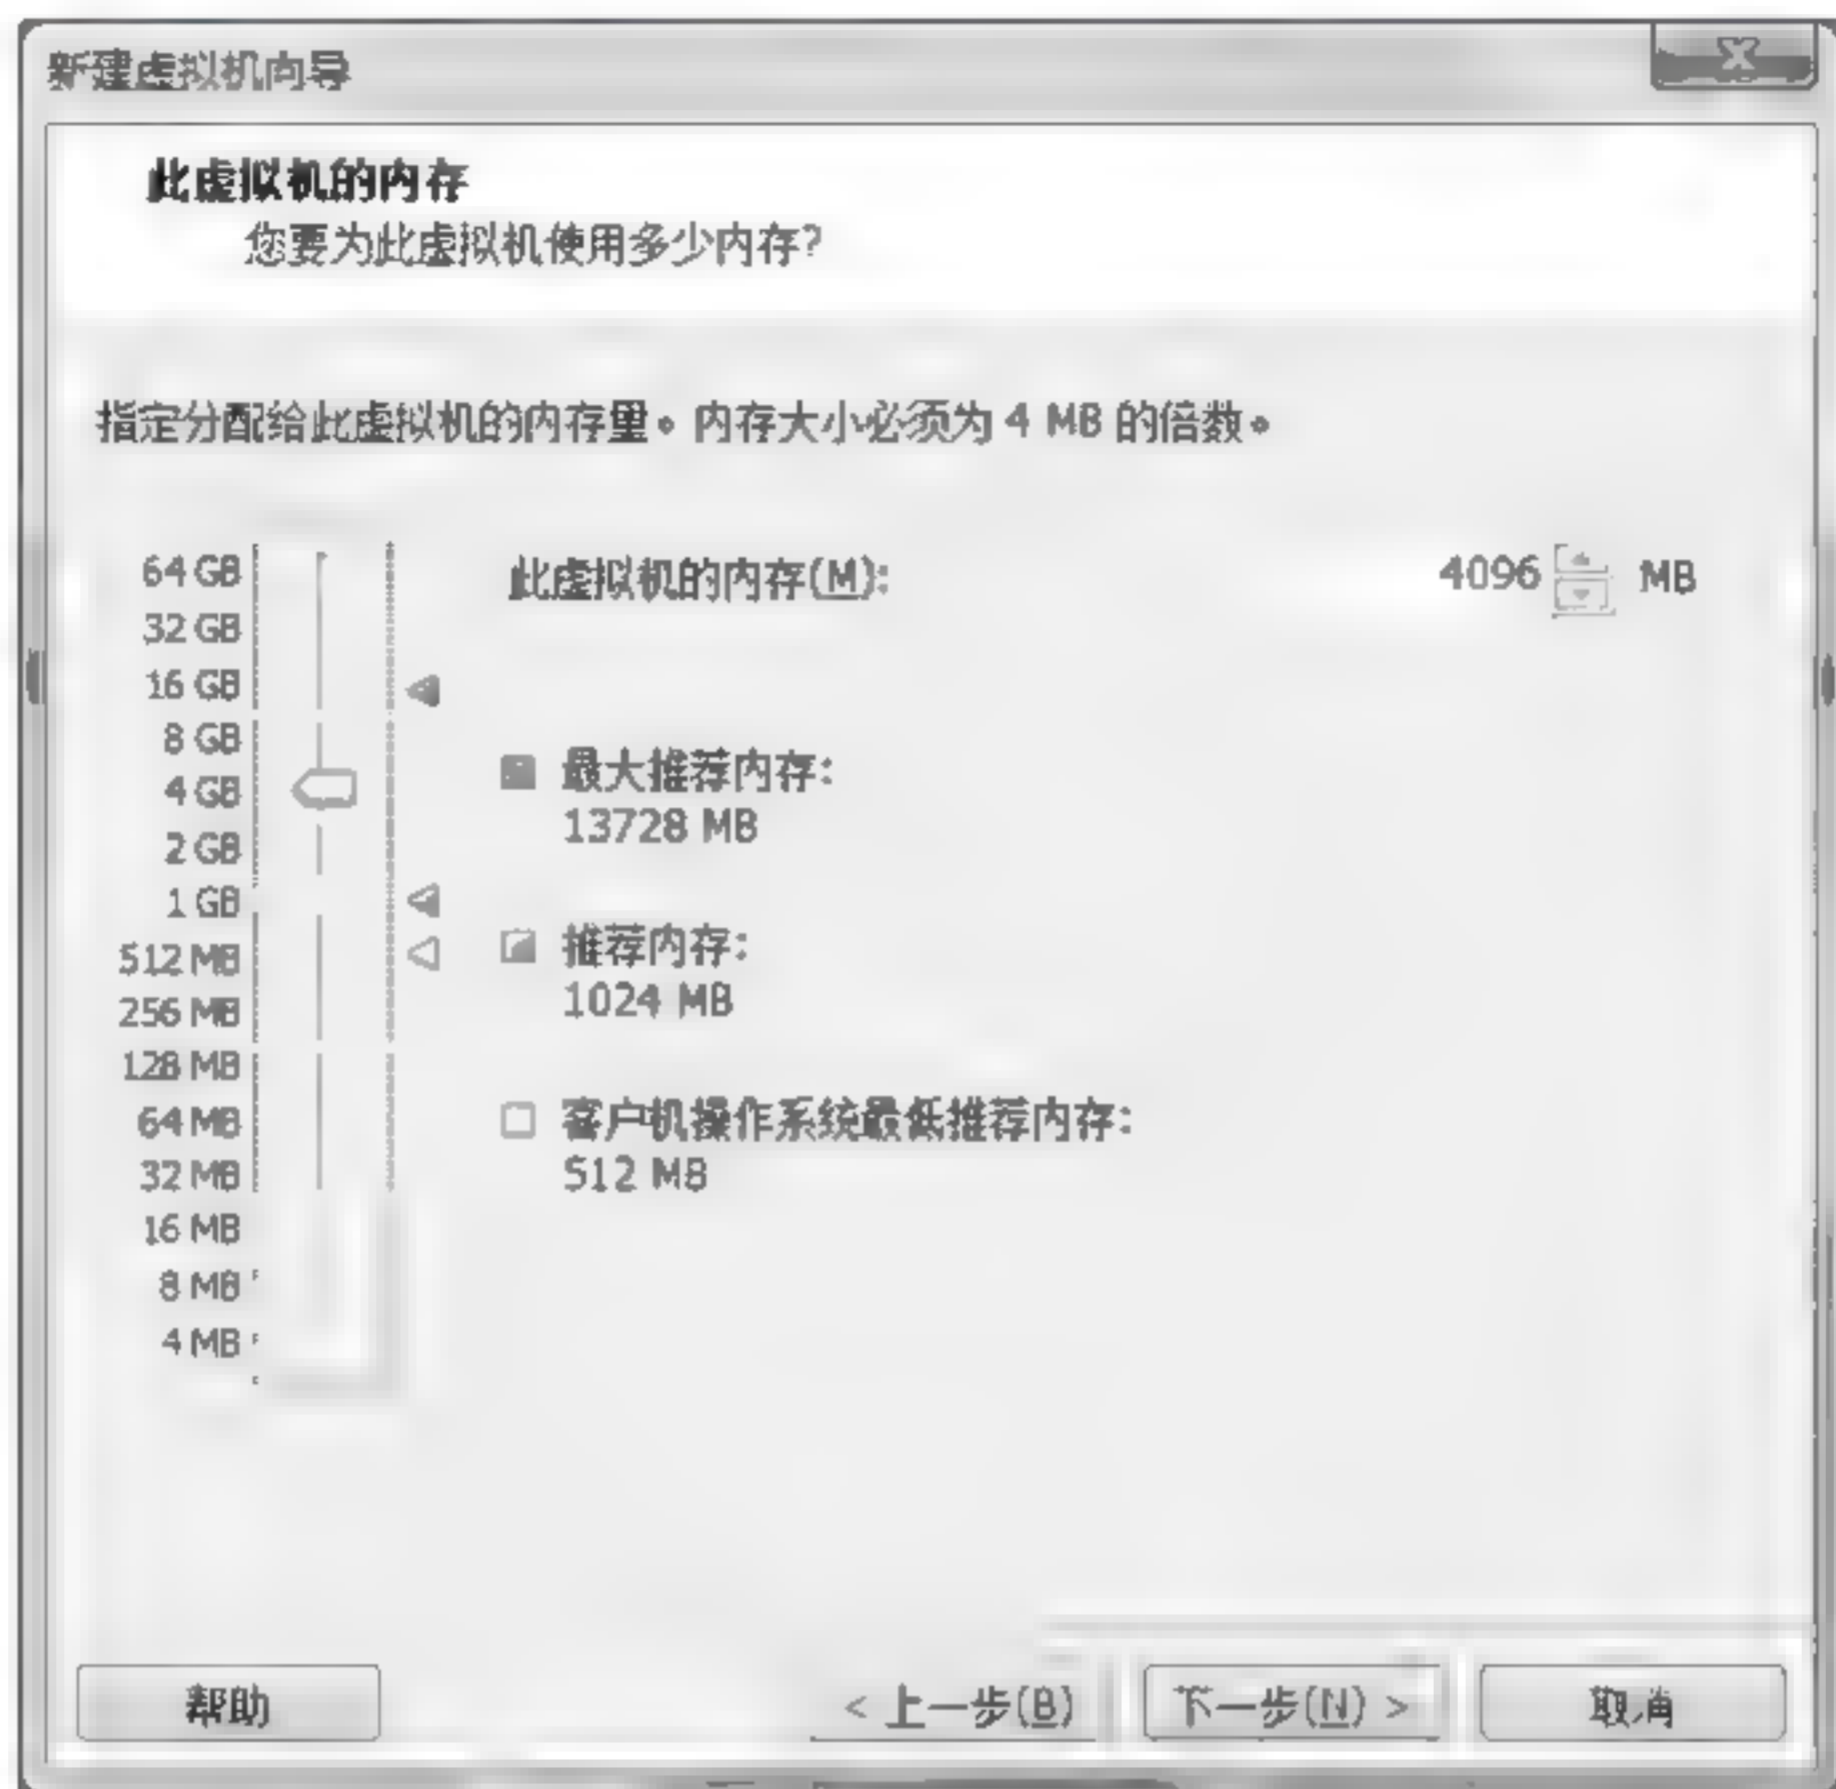 新建虚拟机向导
此虚拟机的内存
您要为此虚拟机使用多少内存?
指定分配给此虚拟机的内存量。内存大小必须为 4 MB 的倍数。
64 GB
32 GB
16 GB
8 GB
4 GB
2 GB
1 GB
512 MB
256 MB
128 MB
64 MB
32 MB
16 MB
8 MB
4 MB
此虚拟机的内存(M): 4096 MB
最大推荐内存:
13728 MB
推荐内存:
1024 MB
客户机操作系统最低推荐内存:
512 MB
帮助 < 上一步(B) 下一步(N) > 取消